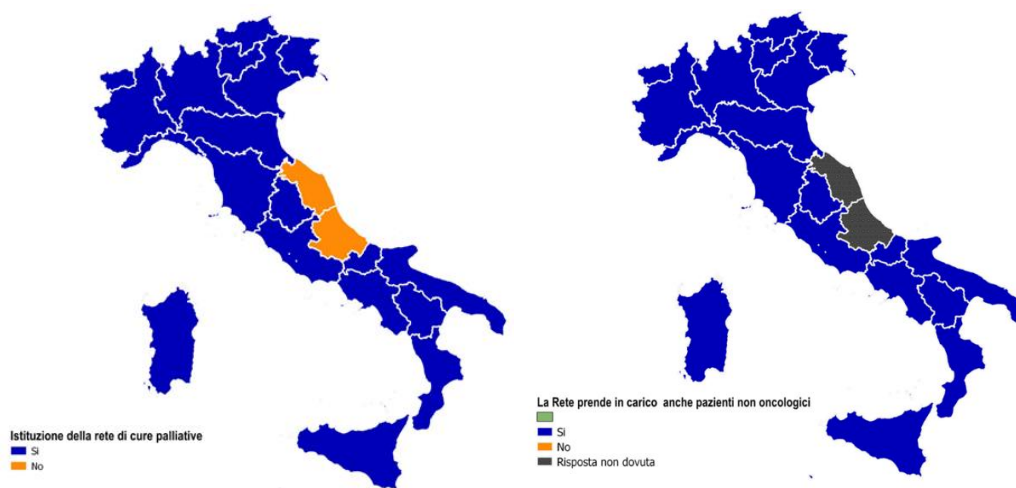 Istituzione della rete di cure palliative
Si
No
La Rete prende in carico anche pazienti non oncologici
Si
No
Risposta non dovuta